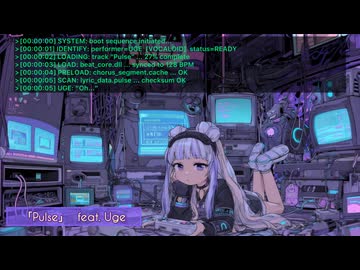 >[00:00:00] SYSTEM: boot sequence initiated...
>[00:00:01] IDENTIFY: performer=UGE [VOCALOID] status=READY
>[00:00:02] LOADING: track "Pulse" ... 27% complete
>[00:00:03] LOAD: beat_core.dll ... synced to 128 BPM
>[00:00:04] PRELOAD: chorus_segment.cache ... OK
>[00:00:05] SCAN: lyric_data.pulse ... checksum OK
>[00:00:05] UGE: "Oh..."
「Pulse」 feat. Uge